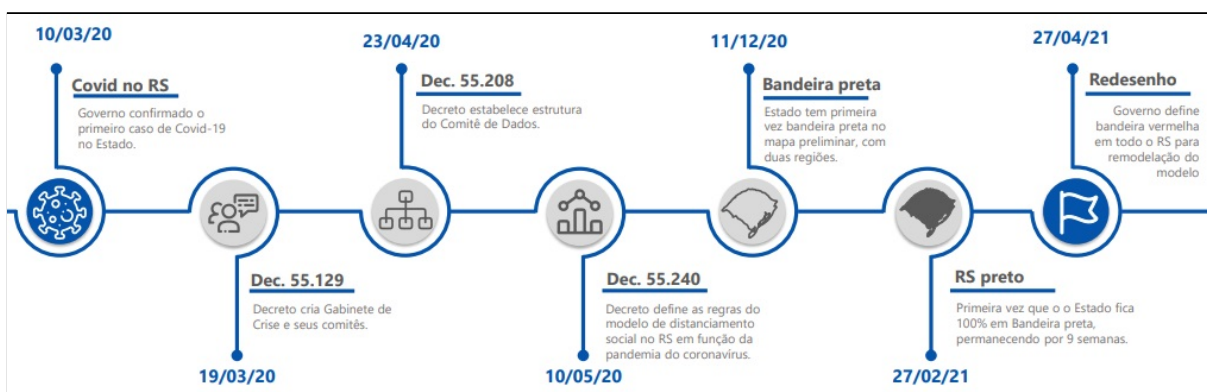 10/03/20
Covid no RS
Governo confirmado o
primeiro caso de Covid-19
no Estado.
Dec. 55.129
Decreto cria Gabinete de
Crise e seus comitês.
19/03/20
23/04/20
Dec. 55.208
Decreto estabelece estrutura
do Comitê de Dados.
Dec. 55.240
Decreto define as regras do
modelo de distanciamento
social no RS em função da
pandemia do coronavírus.
10/05/20
11/12/20
Bandeira preta
Estado tem primeira
vez bandeira preta no
mapa preliminar, com
duas regiões.
RS preto
Primeira vez que o o Estado fica
100% em Bandeira preta,
permanecendo por 9 semanas.
27/02/21
27/04/21
Redesenho
Governo define
bandeira vermelha
em todo o RS para
remodelação do
modelo